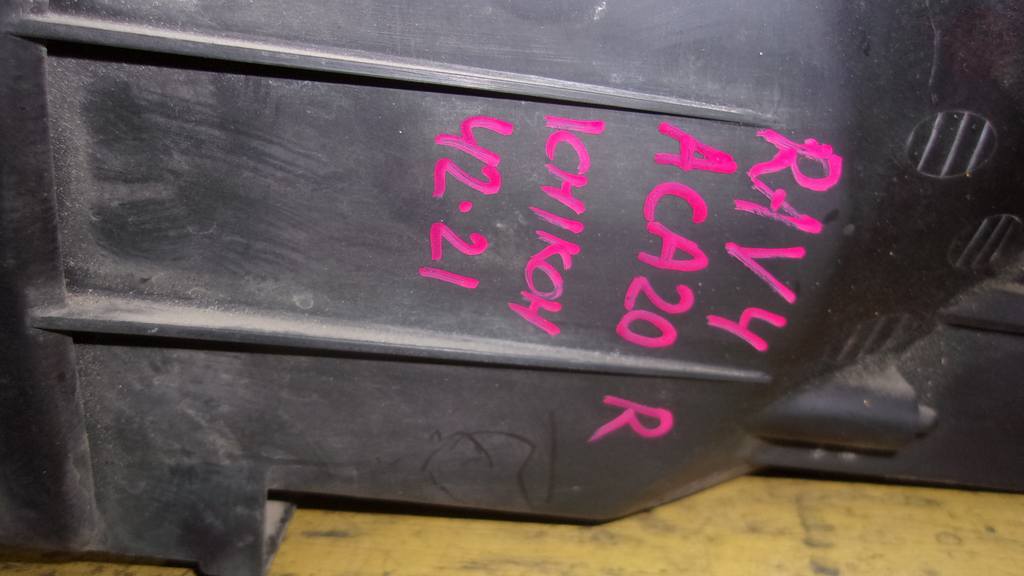 RAV4
ACA20 R
ICHIKOH
42-21